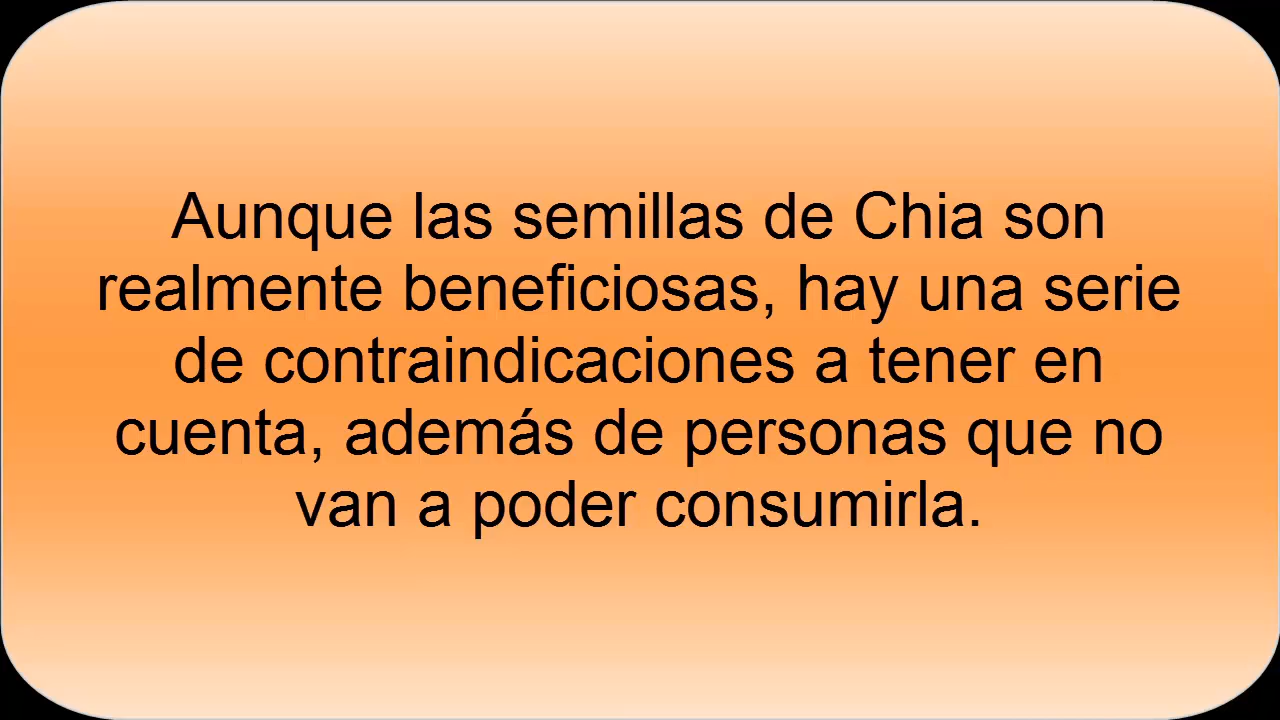 Aunque las semillas de Chia son
realmente beneficiosas, hay una serie
de contraindicaciones a tener en
cuenta, además de personas que no
van a poder consumirla.